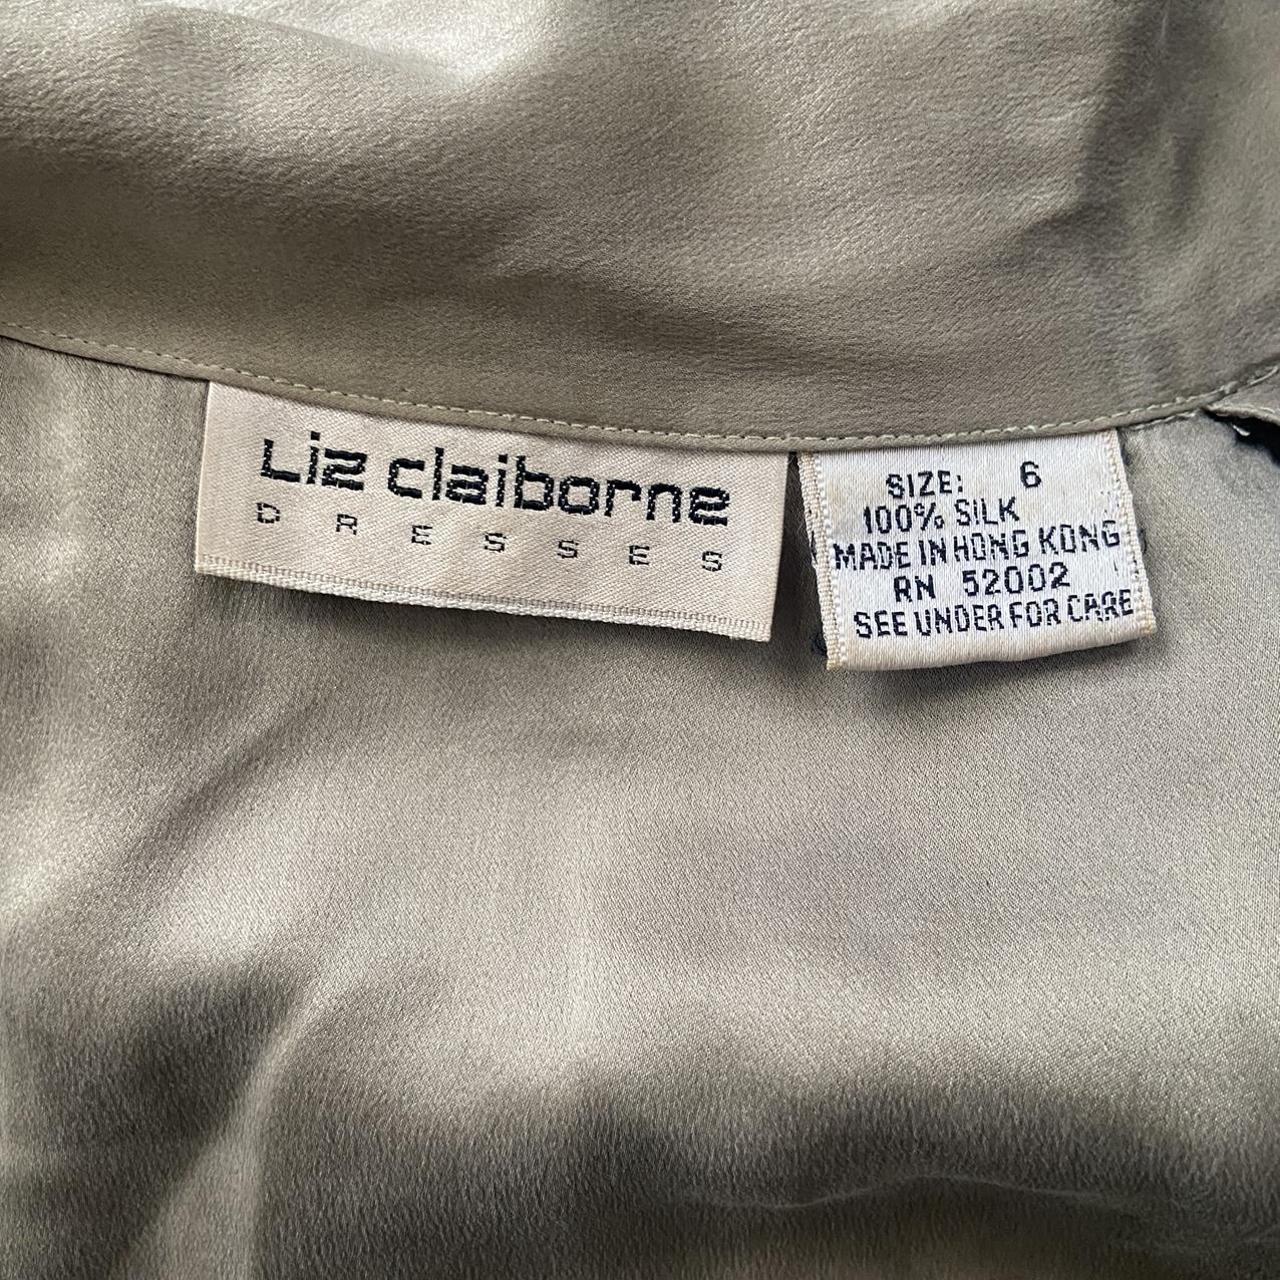 Liz claiborne
DRESSES
SIZE: 6
100% SILK
MADE IN HONG KONG
RN 52002
SEE UNDER FOR CARE